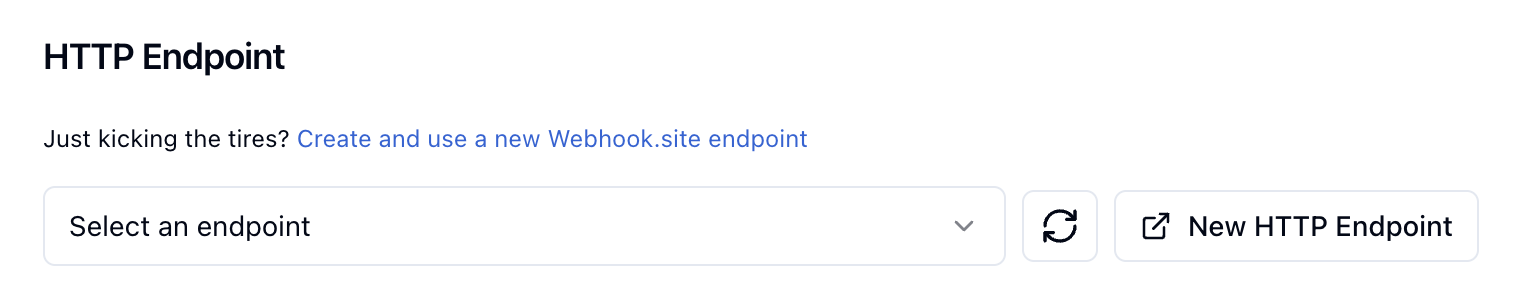 HTTP Endpoint
Just kicking the tires? Create and use a new Webhook.site endpoint
Select an endpoint
New HTTP Endpoint